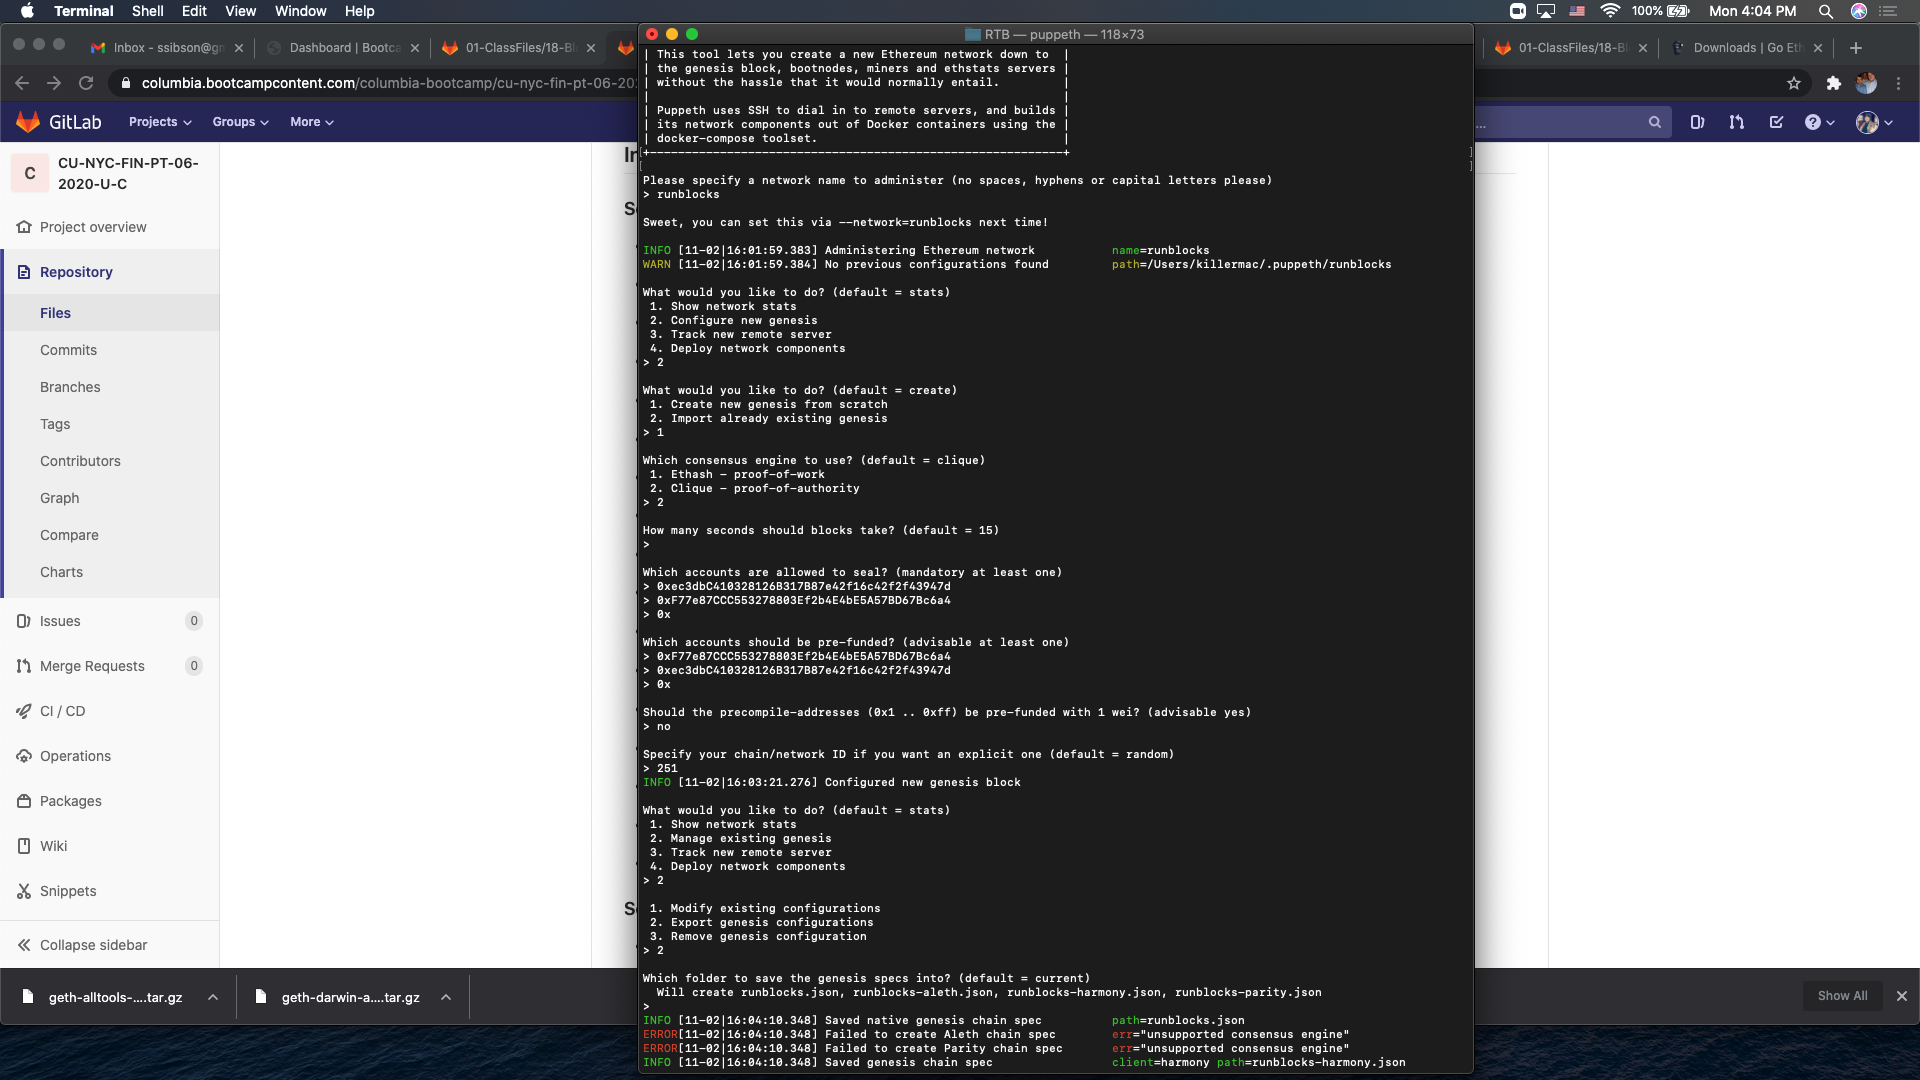 Terminal Shell Edit View Window Help
100% Mon 4:04 PM
Inbox - ssibson@gm
Dashboard | Bootca
01-ClassFiles/18-Bl
RTB — puppeth — 118×73
01-ClassFiles/18-Bl
Downloads | Go Eth
columbia.bootcampcontent.com/columbia-bootcamp/cu-nyc-fin-pt-06-202
GitLab Projects Groups More
C CU-NYC-FIN-PT-06-
2020-U-C
Project overview
Repository
Files
Commits
Branches
Tags
Contributors
Graph
Compare
Charts
Issues 0
Merge Requests 0
CI / CD
Operations
Packages
Wiki
Snippets
Collapse sidebar
| This tool lets you create a new Ethereum network down to |
| the genesis block, bootnodes, miners and ethstats servers |
| without the hassle that it would normally entail. |
| |
| Puppeth uses SSH to dial in to remote servers, and builds |
| its network components out of Docker containers using the |
| docker-compose toolset. |
+-----------------------------------------------------------+
Please specify a network name to administer (no spaces, hyphens or capital letters please)
> runblocks
Sweet, you can set this via --network=runblocks next time!
INFO [11-02|16:01:59.383] Administering Ethereum network name=runblocks
WARN [11-02|16:01:59.384] No previous configurations found path=/Users/killermac/.puppeth/runblocks
What would you like to do? (default = stats)
1. Show network stats
2. Configure new genesis
3. Track new remote server
4. Deploy network components
> 2
What would you like to do? (default = create)
1. Create new genesis from scratch
2. Import already existing genesis
> 1
Which consensus engine to use? (default = clique)
1. Ethash - proof-of-work
2. Clique - proof-of-authority
> 2
How many seconds should blocks take? (default = 15)
>
Which accounts are allowed to seal? (mandatory at least one)
> 0xec3dbC410328126B317B87e42f16c42f2f43947d
> 0xF77e87CCC553278803Ef2b4E4bE5A57BD67Bc6a4
> 0x
Which accounts should be pre-funded? (advisable at least one)
> 0xF77e87CCC553278803Ef2b4E4bE5A57BD67Bc6a4
> 0xec3dbC410328126B317B87e42f16c42f2f43947d
> 0x
Should the precompile-addresses (0x1 .. 0xff) be pre-funded with 1 wei? (advisable yes)
> no
Specify your chain/network ID if you want an explicit one (default = random)
> 251
INFO [11-02|16:03:21.276] Configured new genesis block
What would you like to do? (default = stats)
1. Show network stats
2. Manage existing genesis
3. Track new remote server
4. Deploy network components
> 2
1. Modify existing configurations
2. Export genesis configurations
3. Remove genesis configuration
> 2
Which folder to save the genesis specs into? (default = current)
Will create runblocks.json, runblocks-aleth.json, runblocks-harmony.json, runblocks-parity.json
>
INFO [11-02|16:04:10.348] Saved native genesis chain spec path=runblocks.json
ERROR[11-02|16:04:10.348] Failed to create Aleth chain spec err="unsupported consensus engine"
ERROR[11-02|16:04:10.348] Failed to create Parity chain spec err="unsupported consensus engine"
INFO [11-02|16:04:10.348] Saved genesis chain spec client=harmony path=runblocks-harmony.json
geth-alltools-....tar.gz
geth-darwin-a....tar.gz
Show All